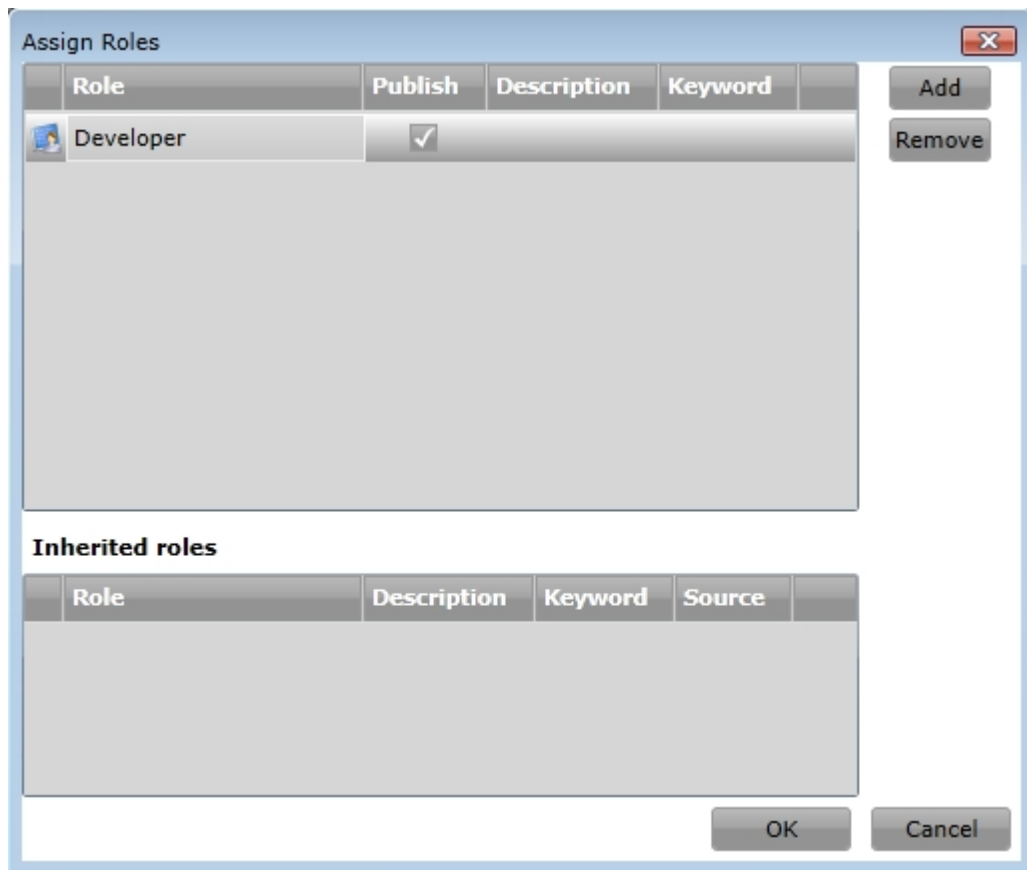 Assign Roles
Role Publish Description Keyword
Add
Developer
Remove
Inherited roles
Role Description Keyword Source
OK Cancel